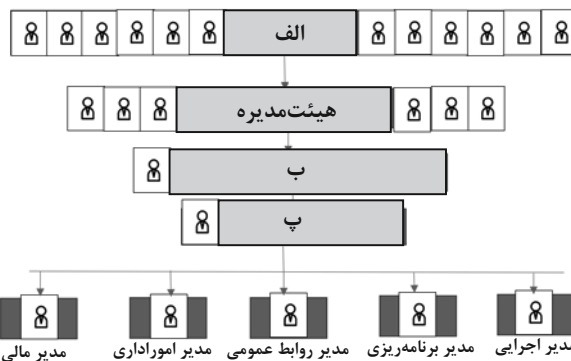 الف
هیئت‌مدیره
ب
پ
مدیر اجرایی
مدیر برنامه‌ریزی
مدیر روابط عمومی
مدیر اموراداری
مدیر مالی